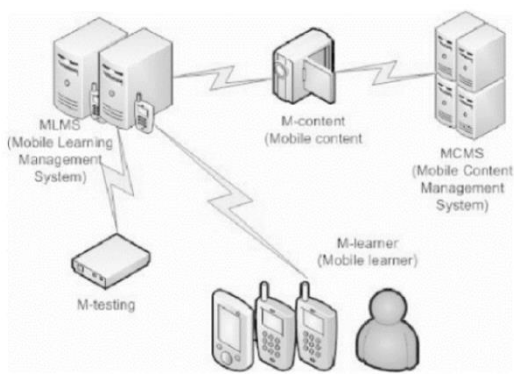 MLMS
(Mobile Learning
Management
System)
M-content
(Mobile content
MCMS
(Mobile Content
Management
System)
M-testing
M-learner
(Mobile learner)